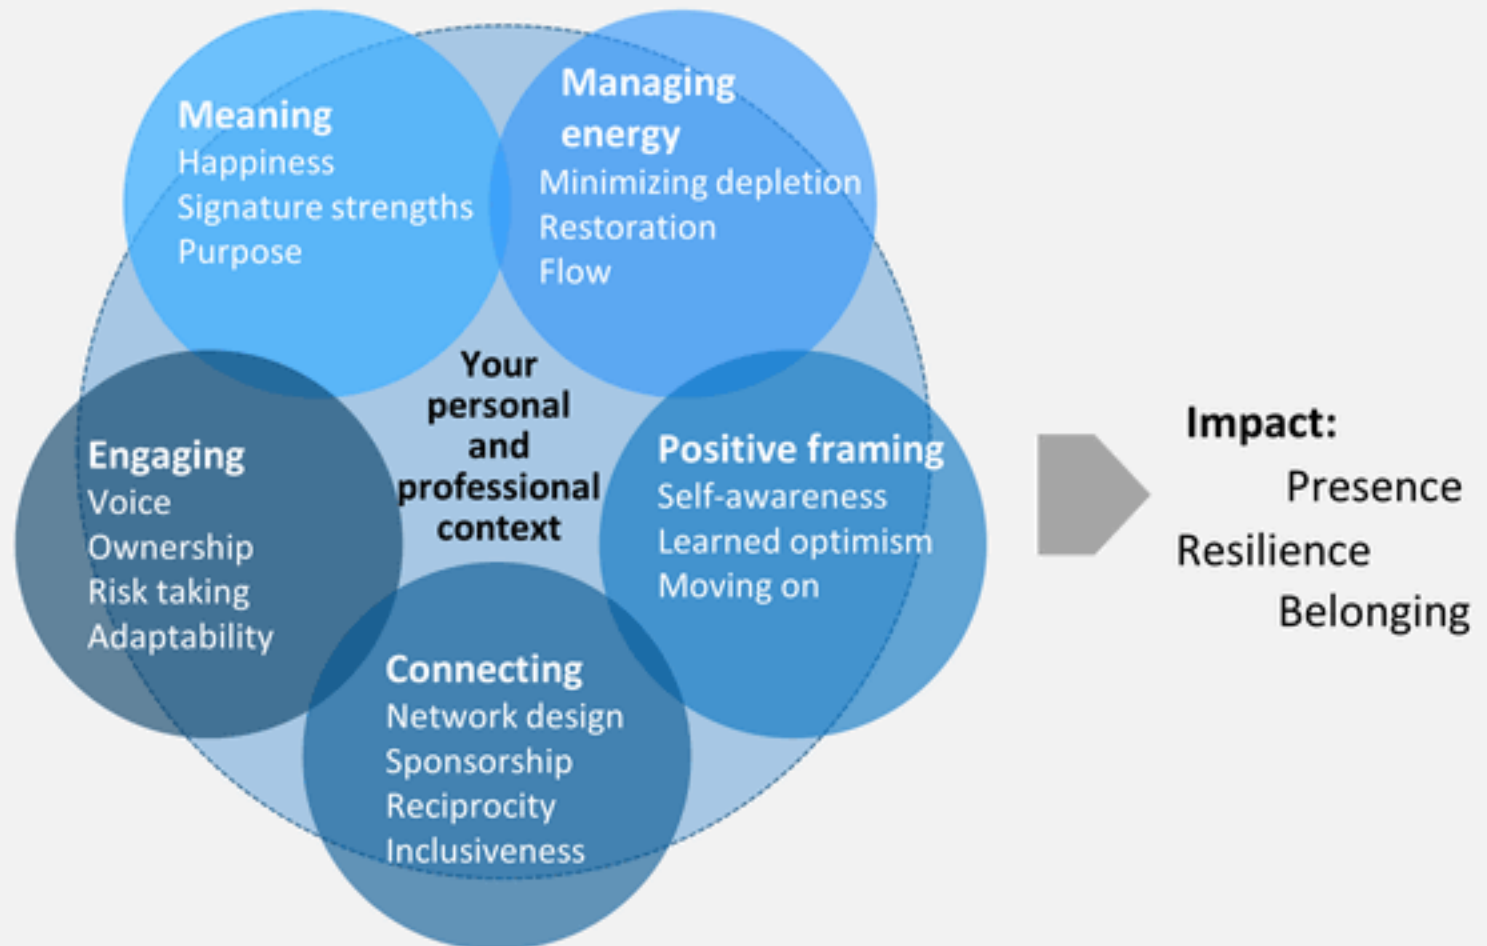 Meaning
Happiness
Signature strengths
Purpose
Managing
energy
Minimizing depletion
Restoration
Flow
Your
personal
and
professional
context
Engaging
Voice
Ownership
Risk taking
Adaptability
Positive framing
Self-awareness
Learned optimism
Moving on
Connecting
Network design
Sponsorship
Reciprocity
Inclusiveness
Impact:
Presence
Resilience
Belonging